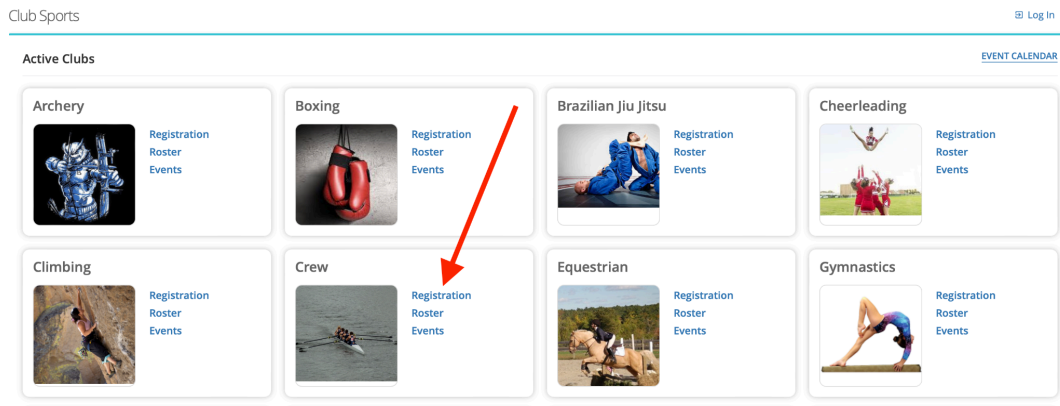 Club Sports
Log In
Active Clubs
EVENT CALENDAR
Archery
Registration
Roster
Events
Boxing
Registration
Roster
Events
Brazilian Jiu Jitsu
Registration
Roster
Events
Cheerleading
Registration
Roster
Events
Climbing
Registration
Roster
Events
Crew
Registration
Roster
Events
Equestrian
Registration
Roster
Events
Gymnastics
Registration
Roster
Events